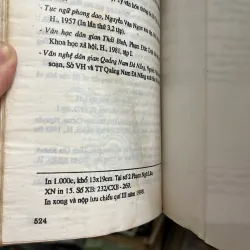 - Tục ngữ phong dao, Nguyễn Văn Ngọc
H., 1957 (In lần thứ 3,2 tập).
- Văn học dân gian Thái Bình, Phạm Đức
Khoa học xã hội, H., 1981, tập I.
- Văn nghệ dân gian Quảng Nam Đà Nẵng,
soạn. Sở VH và TT Quảng Nam Đà Nẵng xuất
In 1.000c, khổ 13x19cm. Tại số 2 Phạm Ngũ Lão
XN in 15. Số XB: 232/CXB - 269.
In xong và nộp lưu chiểu quí III năm
524